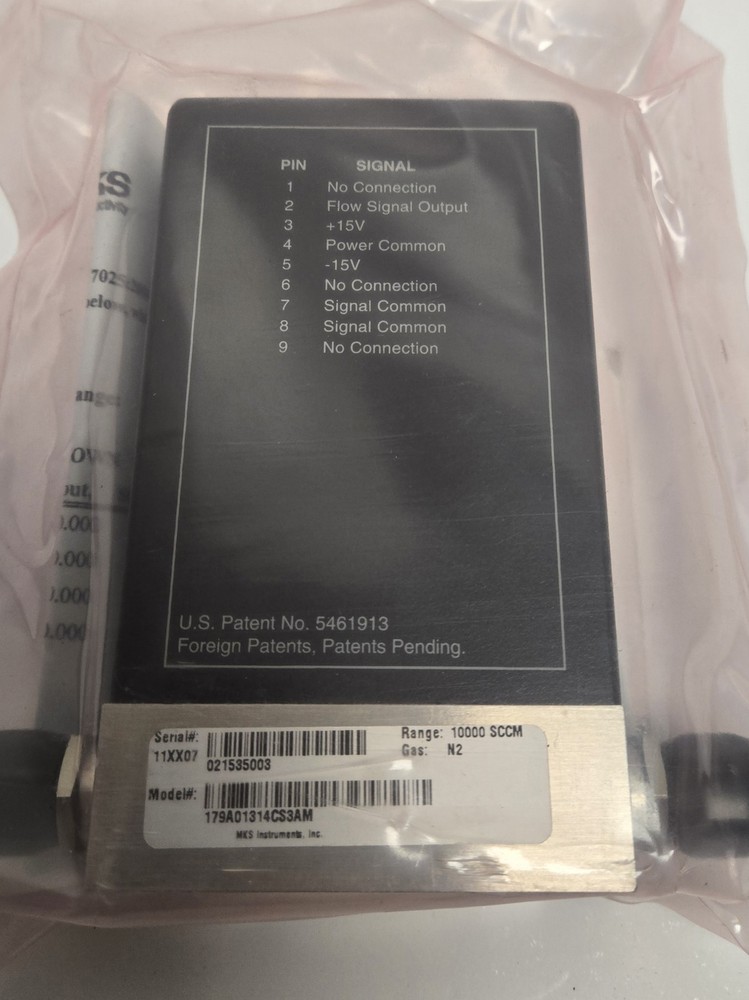 PIN SIGNAL
1 No Connection
2 Flow Signal Output
3 +15V
4 Power Common
5 -15V
6 No Connection
7 Signal Common
8 Signal Common
9 No Connection
U.S. Patent No. 5461913
Foreign Patents, Patents Pending.
Serial#:
11XX07 021535003
Range: 10000 SCCM
Gas: N2
Model#:
179A01314CS3AM
MKS Instruments, Inc.